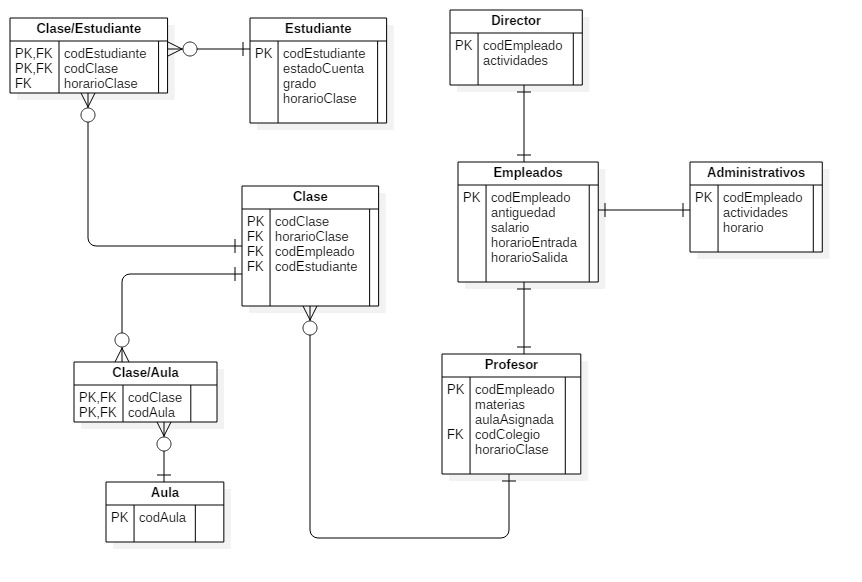 Clase/Estudiante
PK,FK codEstudiante
PK,FK codClase
FK horarioClase
Estudiante
PK codEstudiante
estadoCuenta
grado
horarioClase
Director
PK codEmpleado
actividades
Empleados
PK codEmpleado
antiguedad
salario
horarioEntrada
horarioSalida
Administrativos
PK codEmpleado
actividades
horario
Clase
PK codClase
FK horarioClase
FK codEmpleado
FK codEstudiante
Clase/Aula
PK,FK codClase
PK,FK codAula
Profesor
PK codEmpleado
materias
aulaAsignada
FK codColegio
horarioClase
Aula
PK codAula